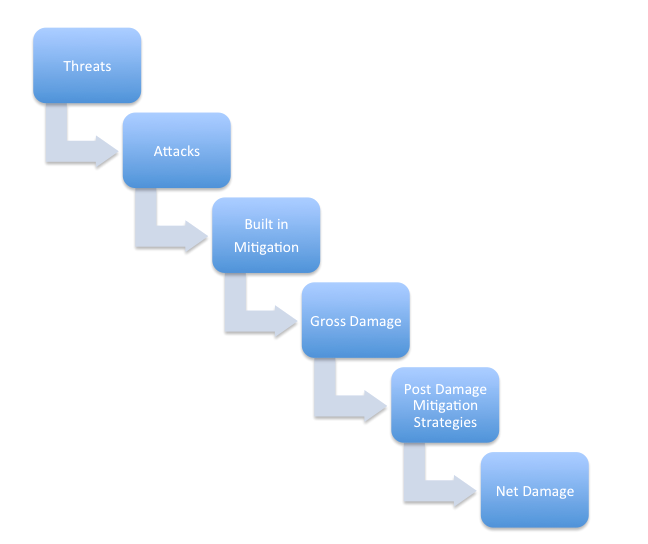 Threats
Attacks
Built in
Mitigation
Gross Damage
Post Damage
Mitigation
Strategies
Net Damage